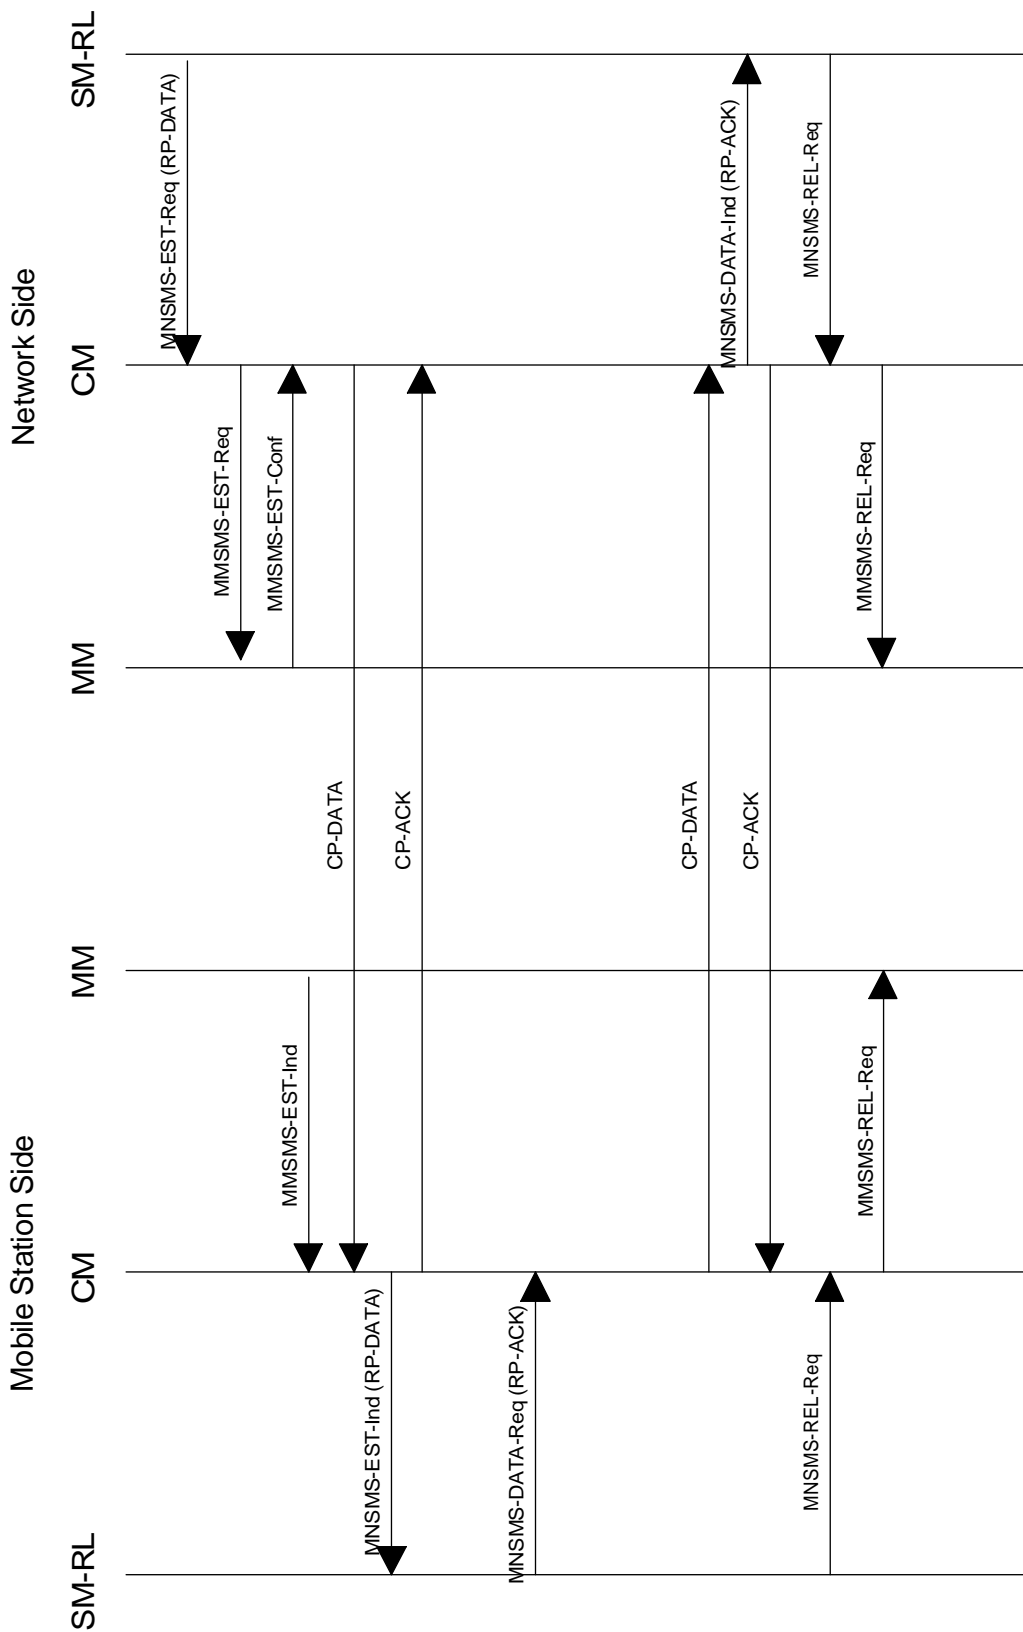 Mobile Station Side
Network Side
SM-RL
CM
MM
MM
CM
SM-RL
MNSMS-EST-Req (RP-DATA)
MMSMS-EST-Req
MMSMS-EST-Conf
MMSMS-EST-Ind
CP-DATA
MNSMS-EST-Ind (RP-DATA)
CP-ACK
MNSMS-DATA-Req (RP-ACK)
CP-DATA
MNSMS-DATA-Ind (RP-ACK)
CP-ACK
MNSMS-REL-Req
MNSMS-REL-Req
MMSMS-REL-Req
MMSMS-REL-Req